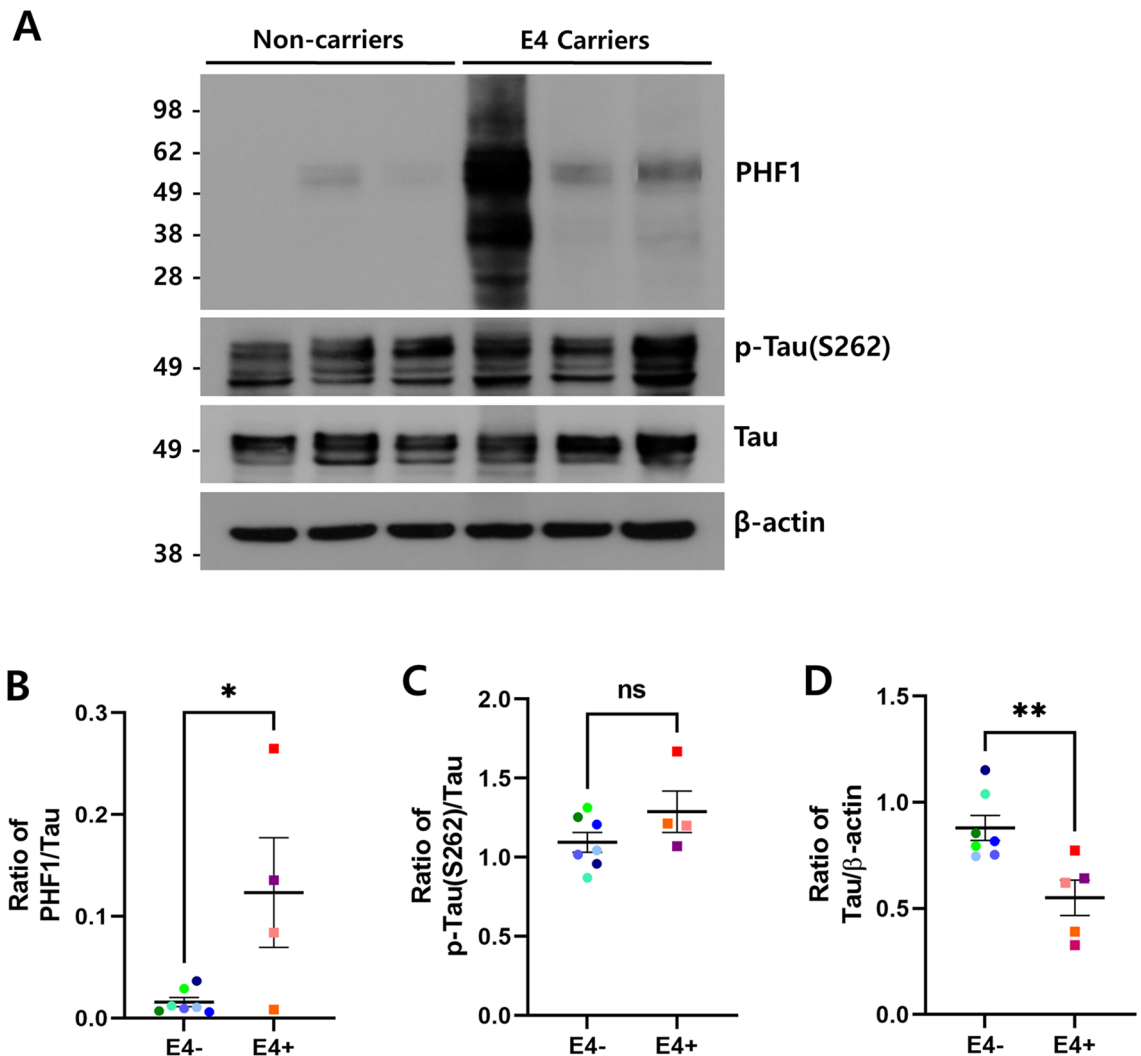 A
Non-carriers E4 Carriers
98 -
62 -
PHF1
49 -
38 -
28 -
p-Tau(S262)
49 -
Tau
49 -
β-actin
38 -
B
*
0.3
0.2
0.1
0.0
Ratio of
PHF1/Tau
E4- E4+
C
ns
2.0
1.5
1.0
0.5
0.0
Ratio of
p-Tau(S262)/Tau
E4- E4+
D
**
1.5
1.0
0.5
0.0
Ratio of
Tau/β-actin
E4- E4+